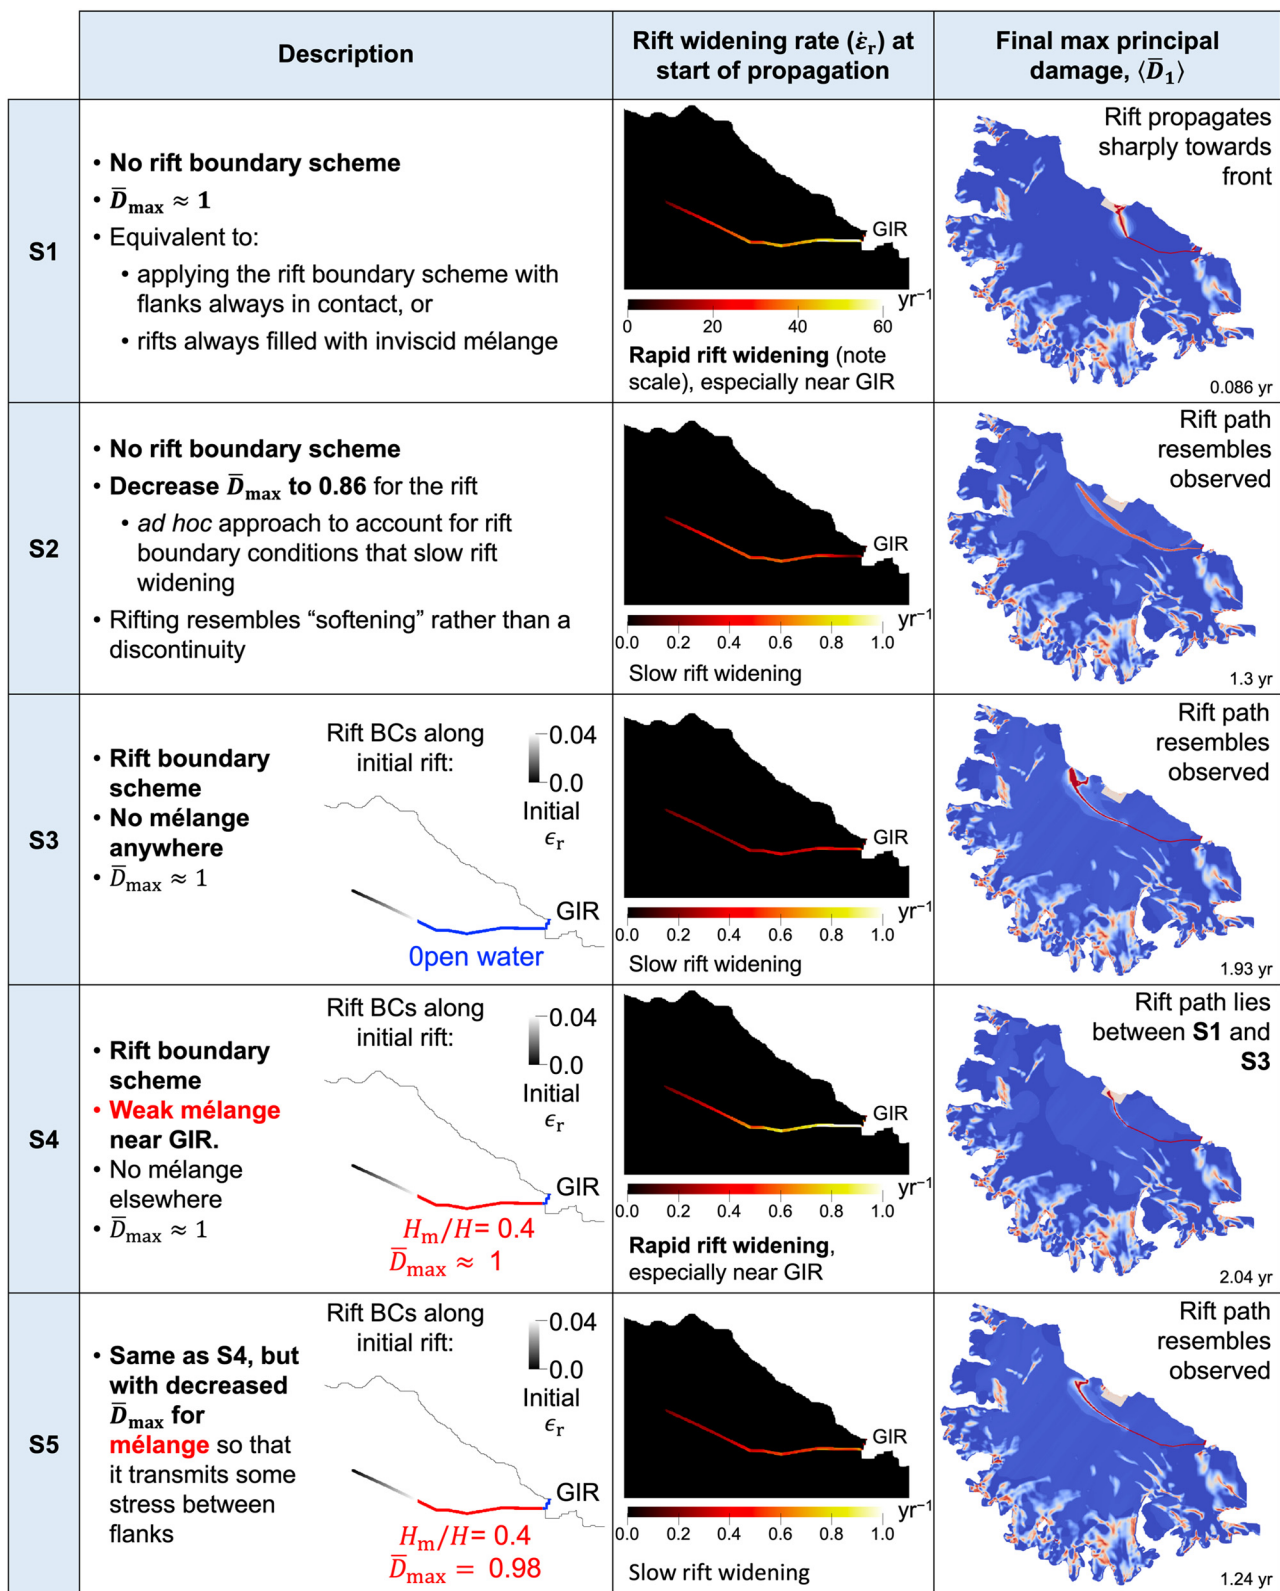 Description
Rift widening rate (ε̇r) at
start of propagation
Final max principal
damage, ⟨D̄1⟩
S1
• No rift boundary scheme
• D̄max ≈ 1
• Equivalent to:
• applying the rift boundary scheme with
flanks always in contact, or
• rifts always filled with inviscid mélange
GIR
yr−1
0 20 40 60
Rapid rift widening (note
scale), especially near GIR
Rift propagates
sharply towards
front
0.086 yr
S2
• No rift boundary scheme
• Decrease D̄max to 0.86 for the rift
• ad hoc approach to account for rift
boundary conditions that slow rift
widening
• Rifting resembles “softening” rather than a
discontinuity
GIR
yr−1
0.0 0.2 0.4 0.6 0.8 1.0
Slow rift widening
Rift path
resembles
observed
1.3 yr
S3
• Rift boundary
scheme
• No mélange
anywhere
• D̄max ≈ 1
Rift BCs along
initial rift:
0.04
0.0
Initial
ϵr
GIR
0pen water
GIR
yr−1
0.0 0.2 0.4 0.6 0.8 1.0
Slow rift widening
Rift path
resembles
observed
1.93 yr
S4
• Rift boundary
scheme
• Weak mélange
near GIR.
• No mélange
elsewhere
• D̄max ≈ 1
Rift BCs along
initial rift:
0.04
0.0
Initial
ϵr
GIR
Hm/H= 0.4
D̄max ≈ 1
GIR
yr−1
0.0 0.2 0.4 0.6 0.8 1.0
Rapid rift widening,
especially near GIR
Rift path lies
between S1 and
S3
2.04 yr
S5
• Same as S4, but
with decreased
D̄max for
mélange so that
it transmits some
stress between
flanks
Rift BCs along
initial rift:
0.04
0.0
Initial
ϵr
GIR
Hm/H= 0.4
D̄max = 0.98
GIR
yr−1
0.0 0.2 0.4 0.6 0.8 1.0
Slow rift widening
Rift path
resembles
observed
1.24 yr